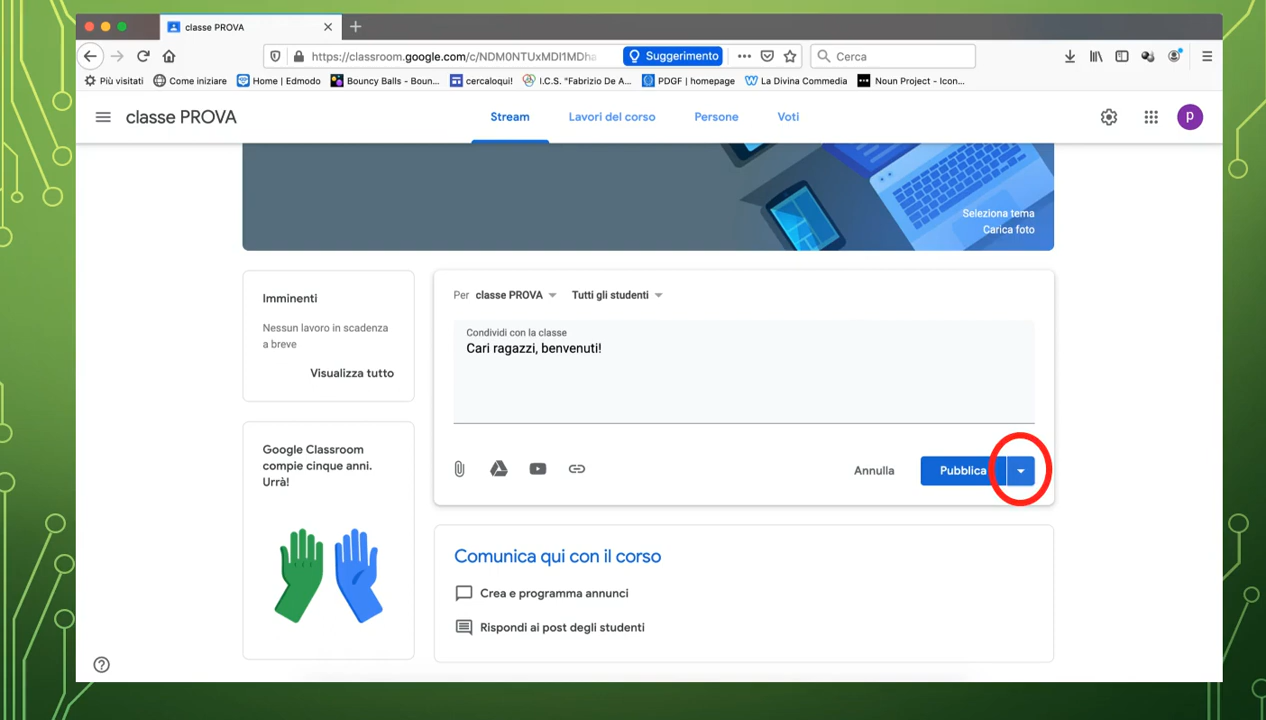 classe PROVA
https://classroom.google.com/c/NDM0NTUxMDI1MDha
Suggerimento
Cerca
Più visitati
Come iniziare
Home | Edmodo
Bouncy Balls - Boun...
cercaloqui!
I.C.S. "Fabrizio De A...
PDGF | homepage
La Divina Commedia
Noun Project - Icon...
classe PROVA
Stream
Lavori del corso
Persone
Voti
p
Seleziona tema
Carica foto
Imminenti
Nessun lavoro in scadenza
a breve
Visualizza tutto
Per classe PROVA
Tutti gli studenti
Condividi con la classe
Cari ragazzi, benvenuti!
Annulla
Pubblica
Google Classroom
compie cinque anni.
Urrà!
Comunica qui con il corso
Crea e programma annunci
Rispondi ai post degli studenti